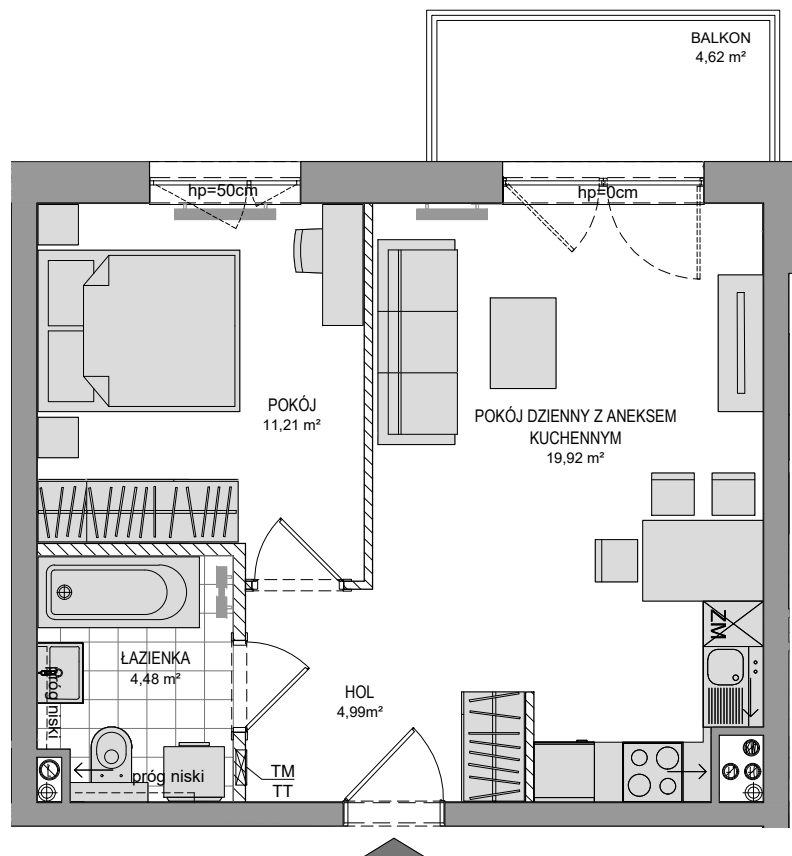 BALKON
4,62 m²
hp=50cm
hp=0cm
POKÓJ
11,21 m²
POKÓJ DZIENNY Z ANEKSEM
KUCHENNYM
19,92 m²
ZM
ŁAZIENKA
4,48 m²
próg niski
HOL
4,99m²
próg niski
TM
TT